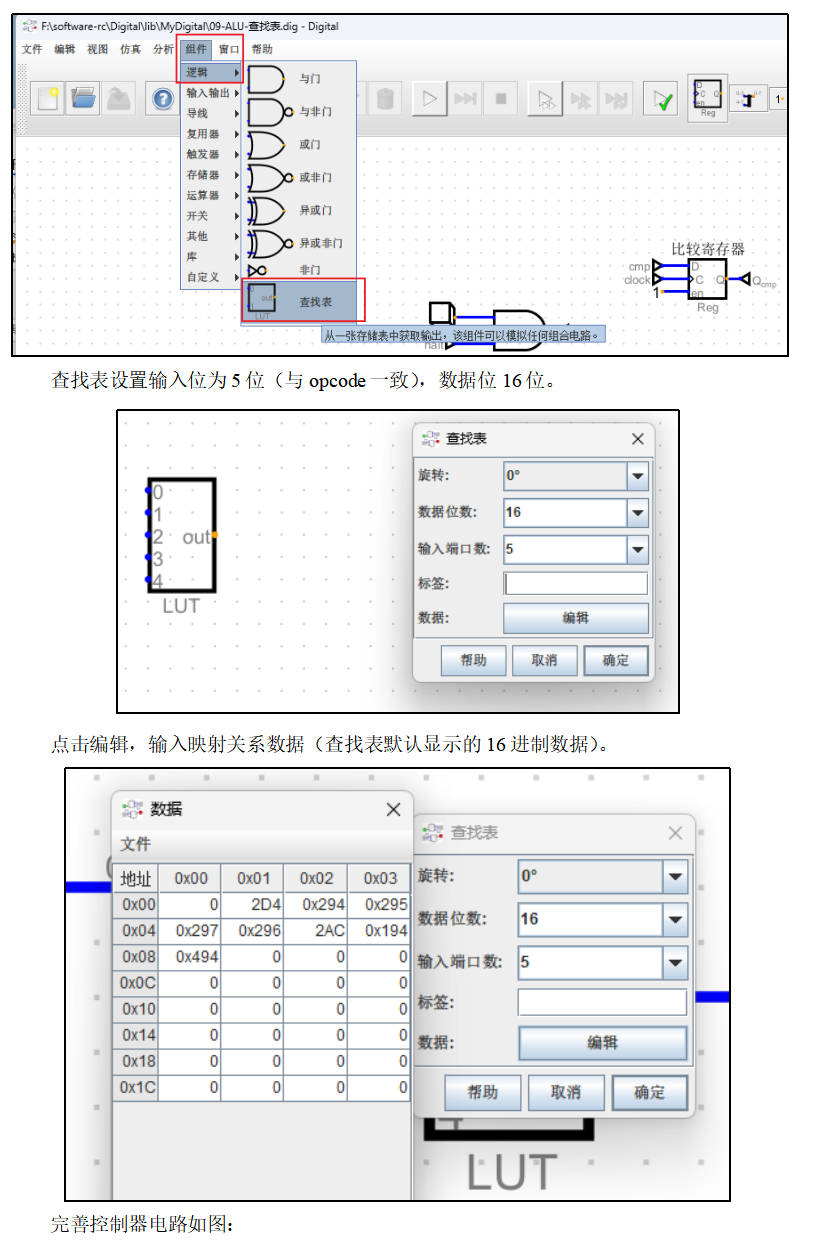 F:\software-rc\Digital\lib\MyDigital\09-ALU-查找表.dig - Digital
文件 编辑 视图 仿真 分析 组件 窗口 帮助
逻辑
输入输出
导线
复用器
触发器
存储器
运算器
开关
其他
库
自定义
与门
与非门
或门
或非门
异或门
异或非门
非门
查找表
out
LUT
D
C Q
en
Reg
1
比较寄存器
cmp
clock
1
D
C Q
en
Q cmp
Reg
从一张存储表中获取输出，该组件可以模拟任何组合电路。
查找表设置输入位为 5 位（与 opcode 一致），数据位 16 位。
0
1
2 out
3
4
LUT
查找表
旋转: 0°
数据位数: 16
输入端口数: 5
标签:
数据: 编辑
帮助 取消 确定
点击编辑，输入映射关系数据（查找表默认显示的 16 进制数据）。
数据
文件
地址 0x00 0x01 0x02 0x03
0x00 0 2D4 0x294 0x295
0x04 0x297 0x296 2AC 0x194
0x08 0x494 0 0 0
0x0C 0 0 0 0
0x10 0 0 0 0
0x14 0 0 0 0
0x18 0 0 0 0
0x1C 0 0 0 0
查找表
旋转: 0°
数据位数: 16
输入端口数: 5
标签:
数据: 编辑
帮助 取消 确定
LUT
完善控制器电路如图：